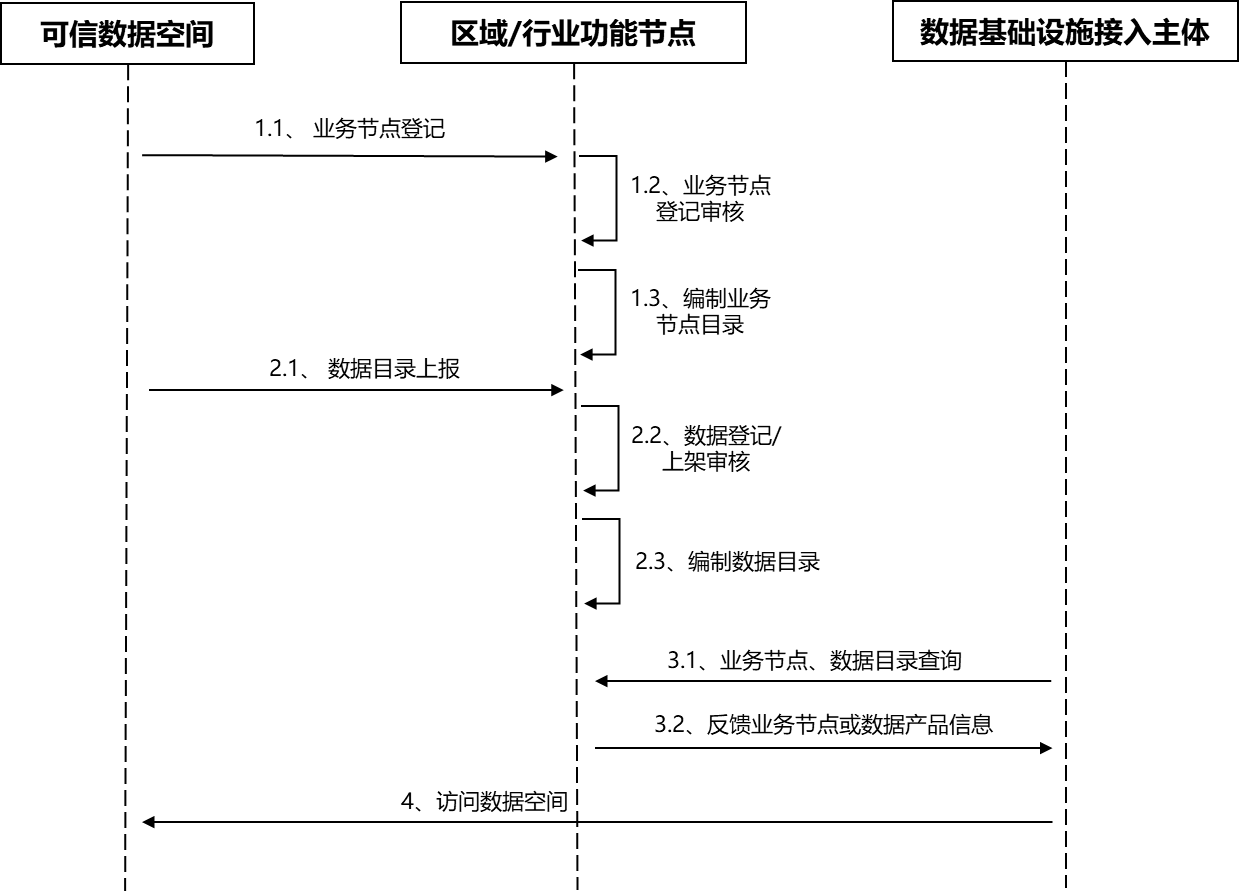 可信数据空间
区域/行业功能节点
数据基础设施接入主体
1.1、 业务节点登记
1.2、业务节点
登记审核
1.3、编制业务
节点目录
2.1、 数据目录上报
2.2、数据登记/
上架审核
2.3、编制数据目录
3.1、业务节点、数据目录查询
3.2、反馈业务节点或数据产品信息
4、访问数据空间